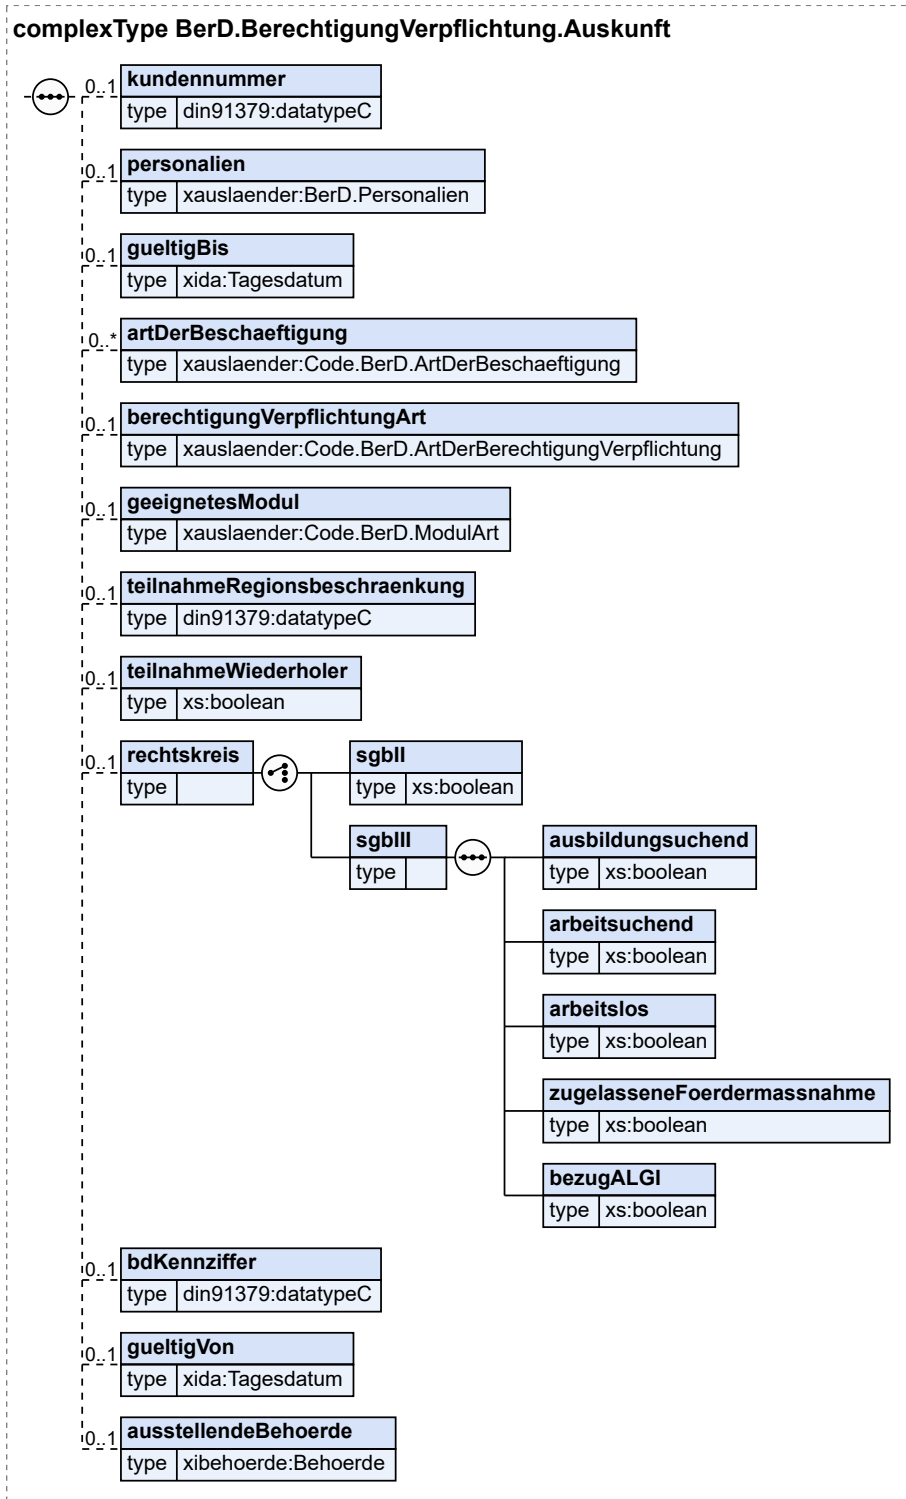 complexType BerD.BerechtigungVerpflichtung.Auskunft
0..1 kundennummer
type din91379:datatypeC
0..1 personalien
type xauslaender:BerD.Personalien
0..1 gueltigBis
type xida:Tagesdatum
0..* artDerBeschaeftigung
type xauslaender:Code.BerD.ArtDerBeschaeftigung
0..1 berechtigungVerpflichtungArt
type xauslaender:Code.BerD.ArtDerBerechtigungVerpflichtung
0..1 geeignetesModul
type xauslaender:Code.BerD.ModulArt
0..1 teilnahmeRegionsbeschraenkung
type din91379:datatypeC
0..1 teilnahmeWiederholer
type xs:boolean
0..1 rechtskreis
type
sgbII
type xs:boolean
sgbIII
type
ausbildungsuchend
type xs:boolean
arbeitsuchend
type xs:boolean
arbeitslos
type xs:boolean
zugelasseneFoerdermassnahme
type xs:boolean
bezugALGI
type xs:boolean
0..1 bdKennziffer
type din91379:datatypeC
0..1 gueltigVon
type xida:Tagesdatum
0..1 ausstellendeBehoerde
type xibehoerde:Behoerde